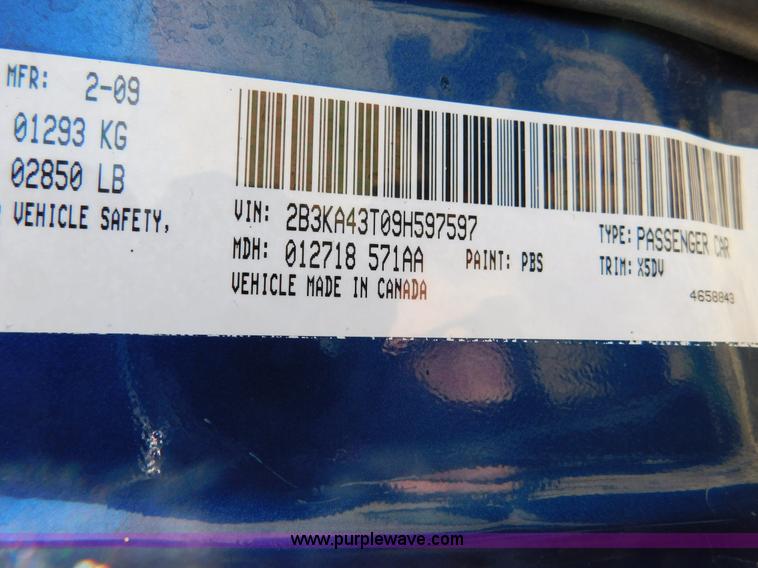 MFR: 2-09
01293 KG
02850 LB
VEHICLE SAFETY,
VIN: 2B3KA43T09H597597
TYPE: PASSENGER CAR
MDH: 012718 571AA PAINT: PBS TRIM: X5DV
VEHICLE MADE IN CANADA
4658843
www.purplewave.com